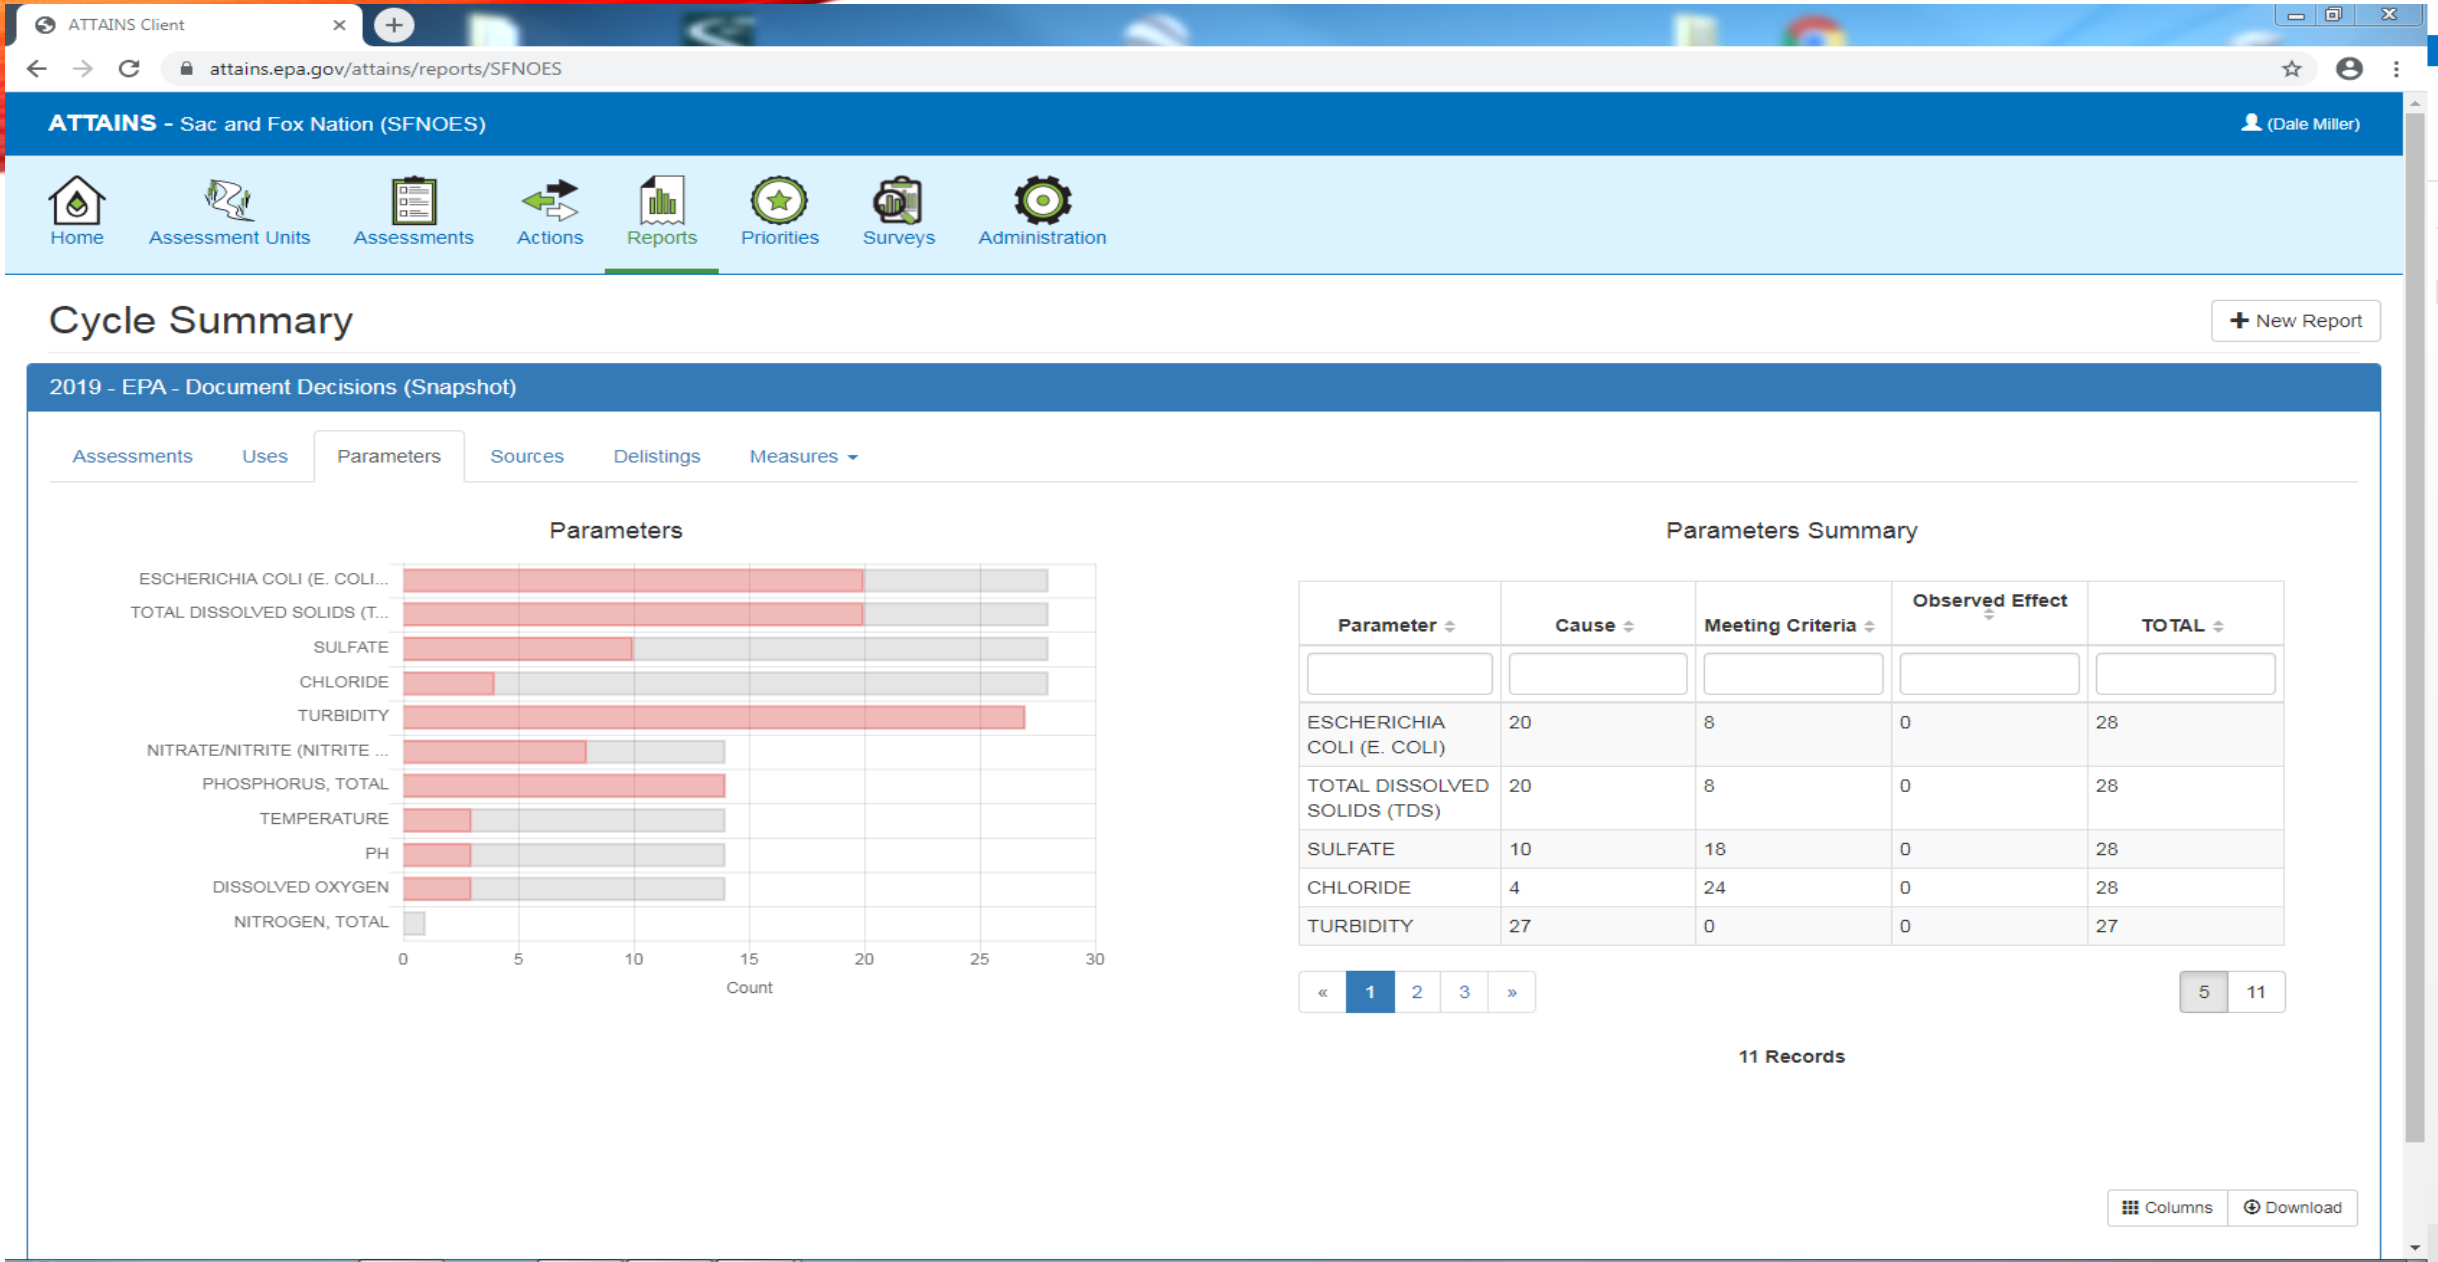 ATTAINS Client
attains.epa.gov/attains/reports/SFNOES
ATTAINS - Sac and Fox Nation (SFNOES)
(Dale Miller)
Home
Assessment Units
Assessments
Actions
Reports
Priorities
Surveys
Administration
Cycle Summary
New Report
2019 - EPA - Document Decisions (Snapshot)
Assessments
Uses
Parameters
Sources
Delistings
Measures
Parameters
ESCHERICHIA COLI (E. COLI...
TOTAL DISSOLVED SOLIDS (T...
SULFATE
CHLORIDE
TURBIDITY
NITRATE/NITRITE (NITRITE ...
PHOSPHORUS, TOTAL
TEMPERATURE
PH
DISSOLVED OXYGEN
NITROGEN, TOTAL
0 5 10 15 20 25 30
Count
Parameters Summary
Parameter Cause Meeting Criteria Observed Effect TOTAL
ESCHERICHIA 20 8 0 28
COLI (E. COLI)
TOTAL DISSOLVED 20 8 0 28
SOLIDS (TDS)
SULFATE 10 18 0 28
CHLORIDE 4 24 0 28
TURBIDITY 27 0 0 27
« 1 2 3 »
5 11
11 Records
Columns
Download